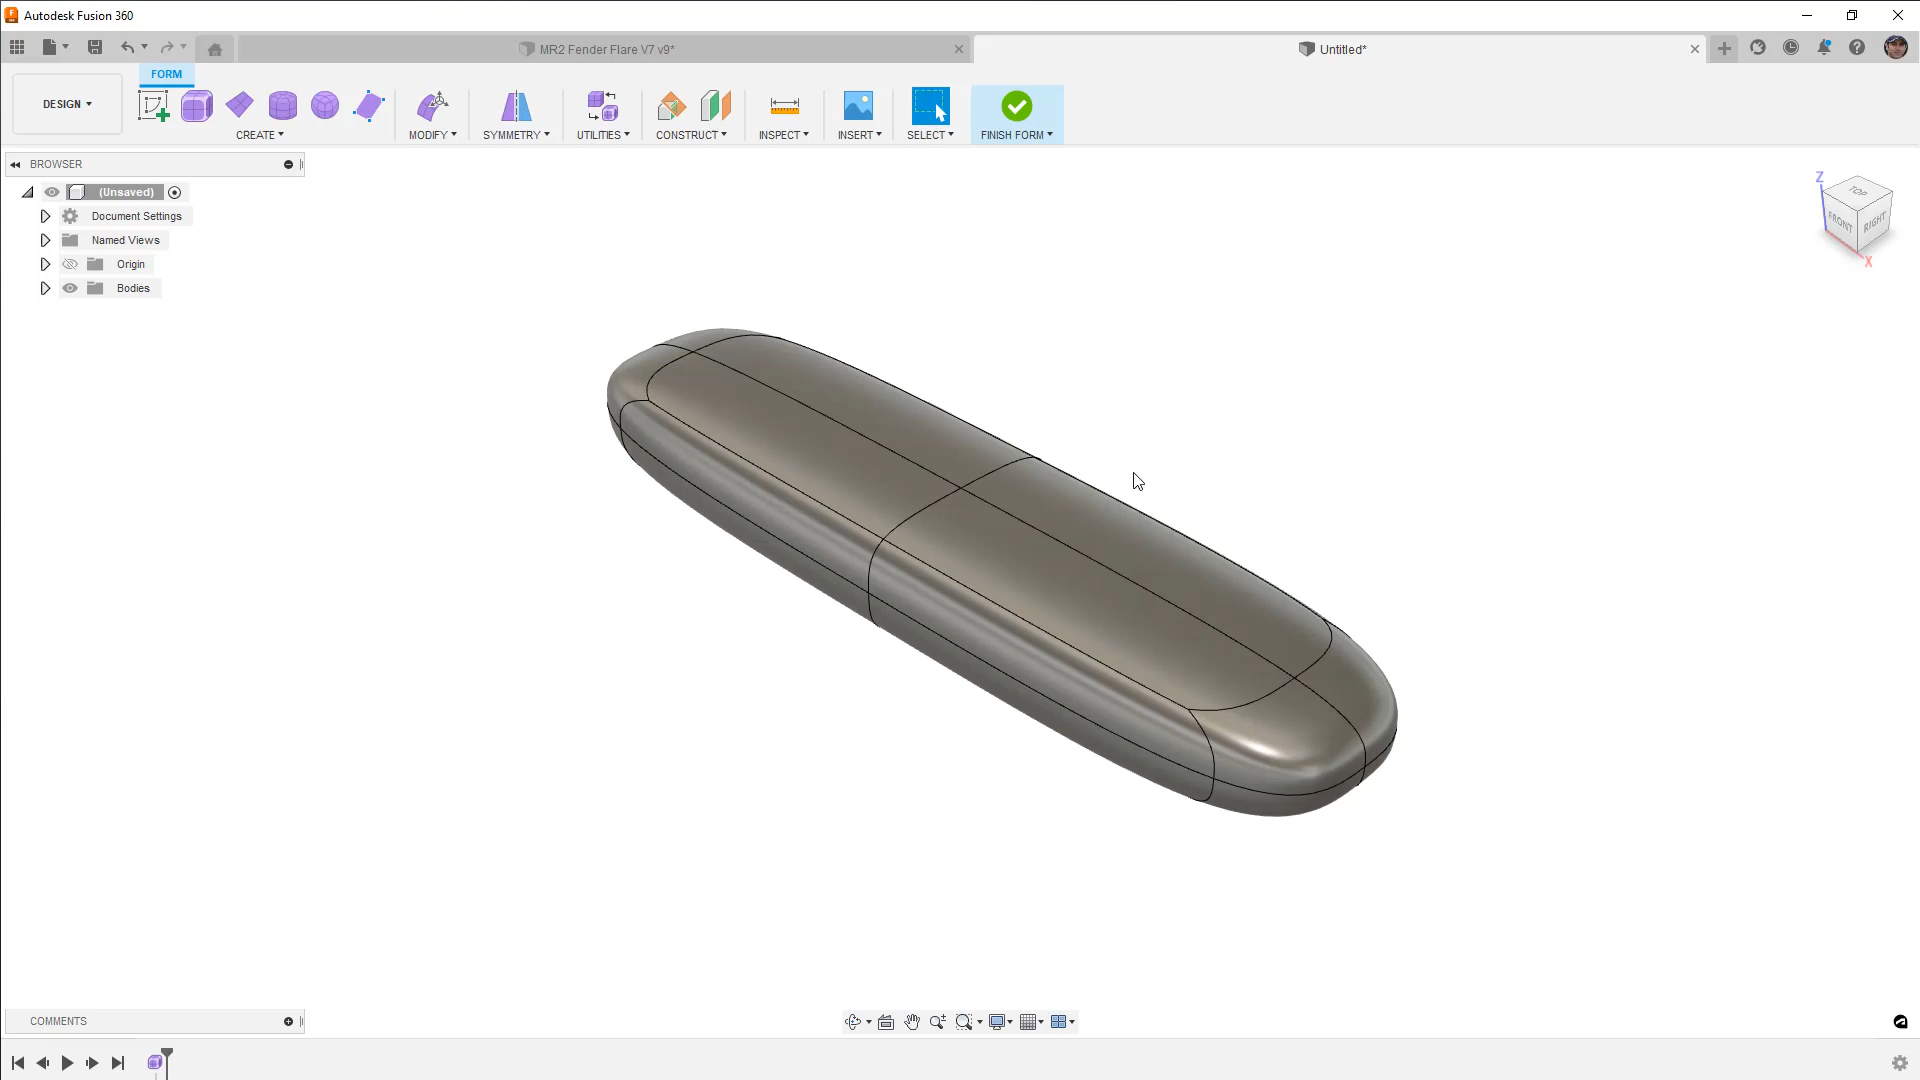 Autodesk Fusion 360
MR2 Fender Flare V7 v9*
Untitled*
FORM
DESIGN
CREATE
MODIFY
SYMMETRY
UTILITIES
CONSTRUCT
INSPECT
INSERT
SELECT
FINISH FORM
BROWSER
(Unsaved)
Document Settings
Named Views
Origin
Bodies
Z
TOP
FRONT
RIGHT
X
COMMENTS